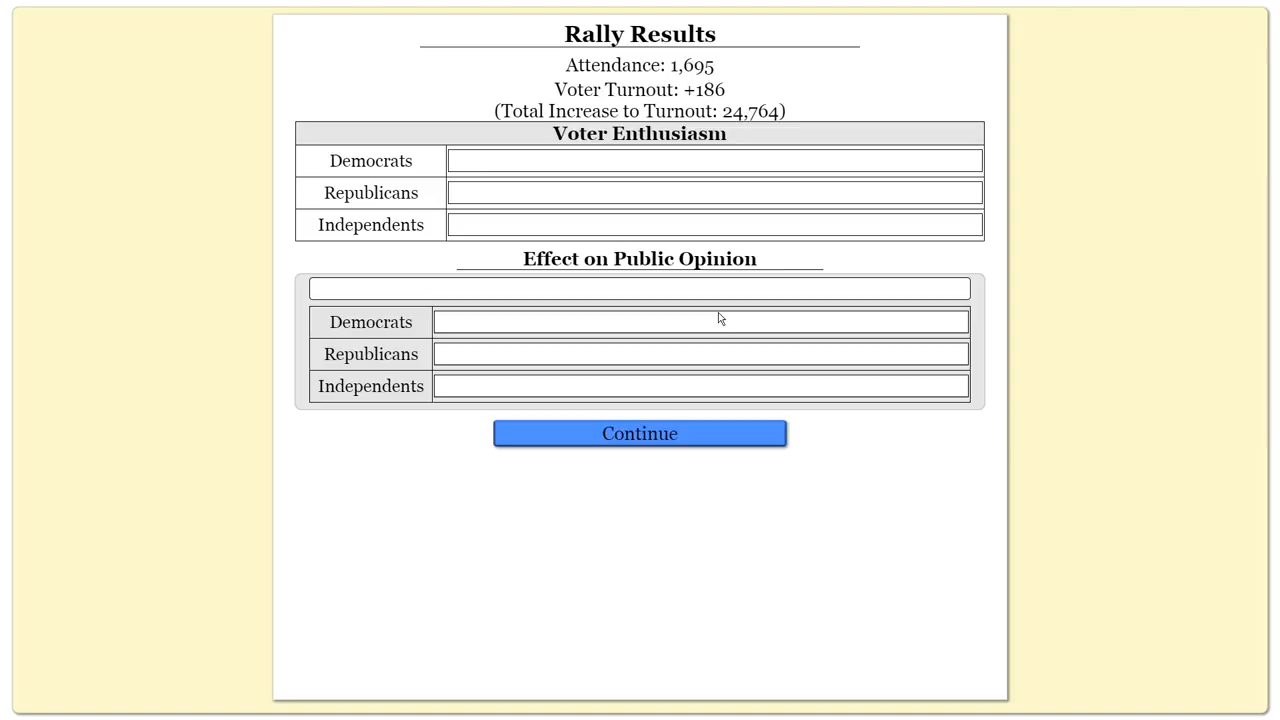 Rally Results
Attendance: 1,695
Voter Turnout: +186
(Total Increase to Turnout: 24,764)
Voter Enthusiasm
Democrats
Republicans
Independents
Effect on Public Opinion
Democrats
Republicans
Independents
Continue